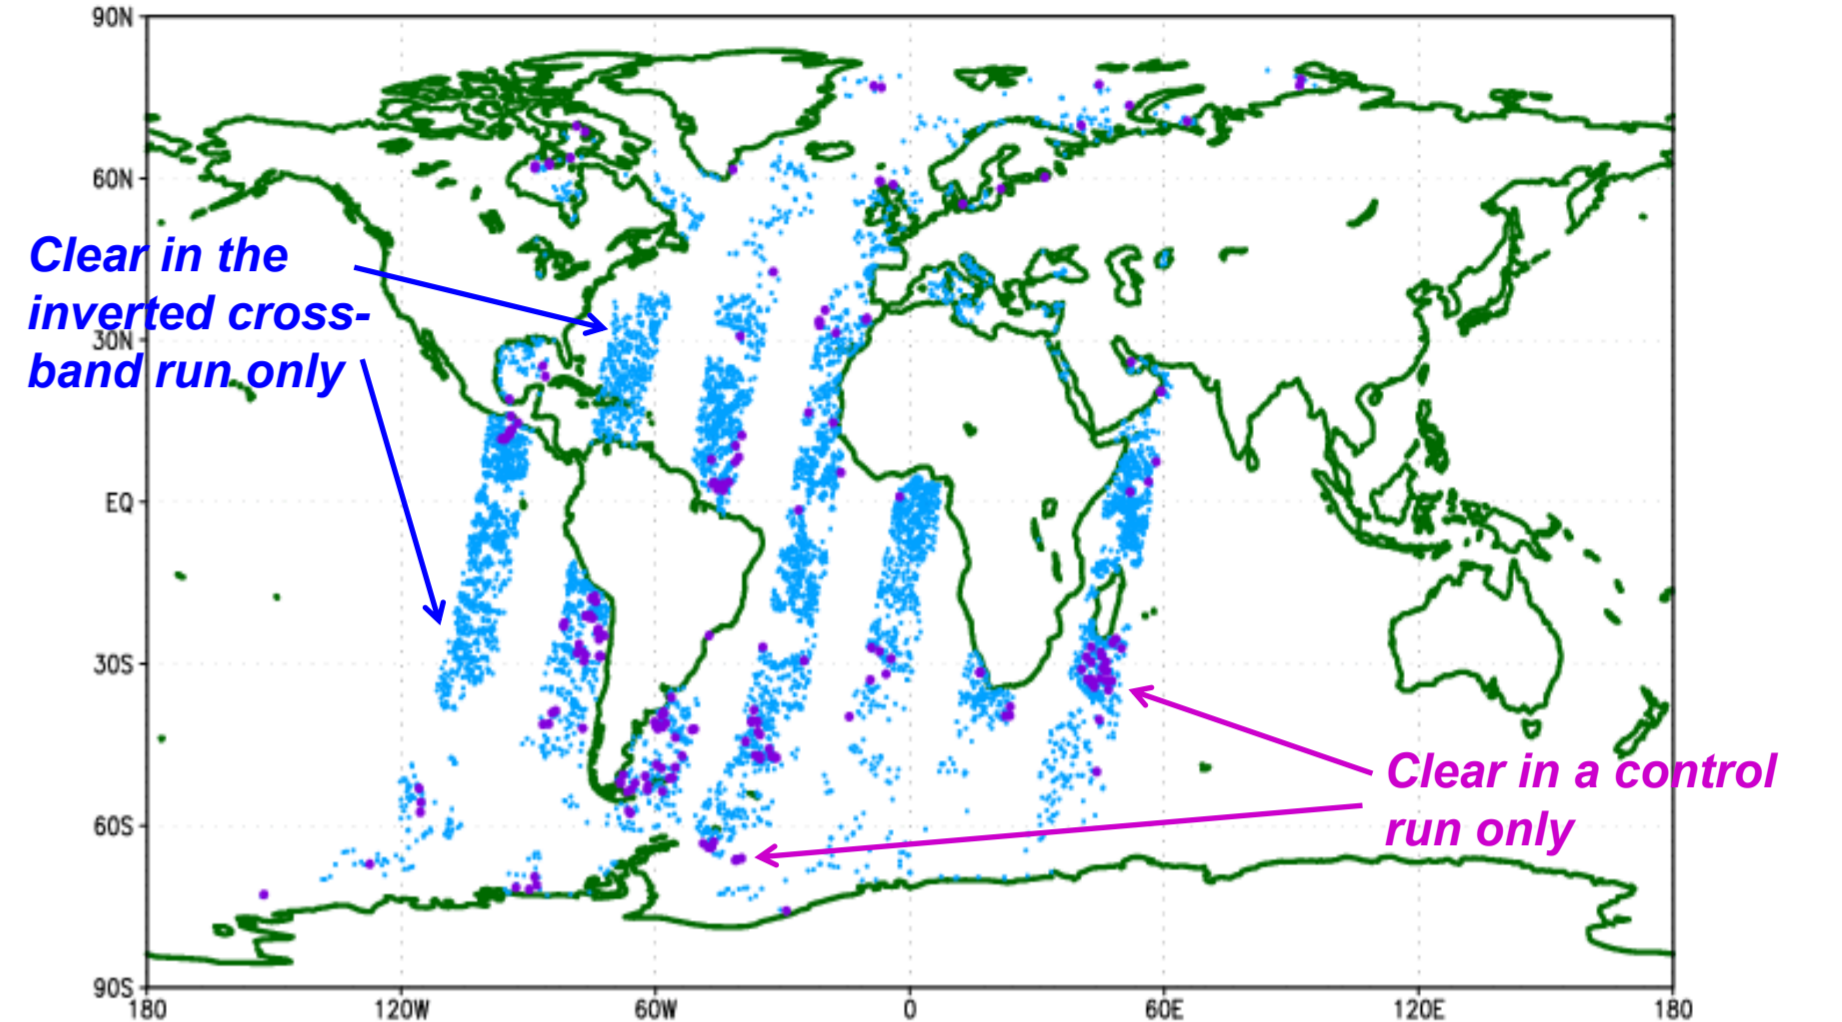 90N
60N
Clear in the
inverted cross-
30N
band run only
EQ
30S
Clear in a control
60S
run only
90S
180 120W 60W 0 60E 120E 180